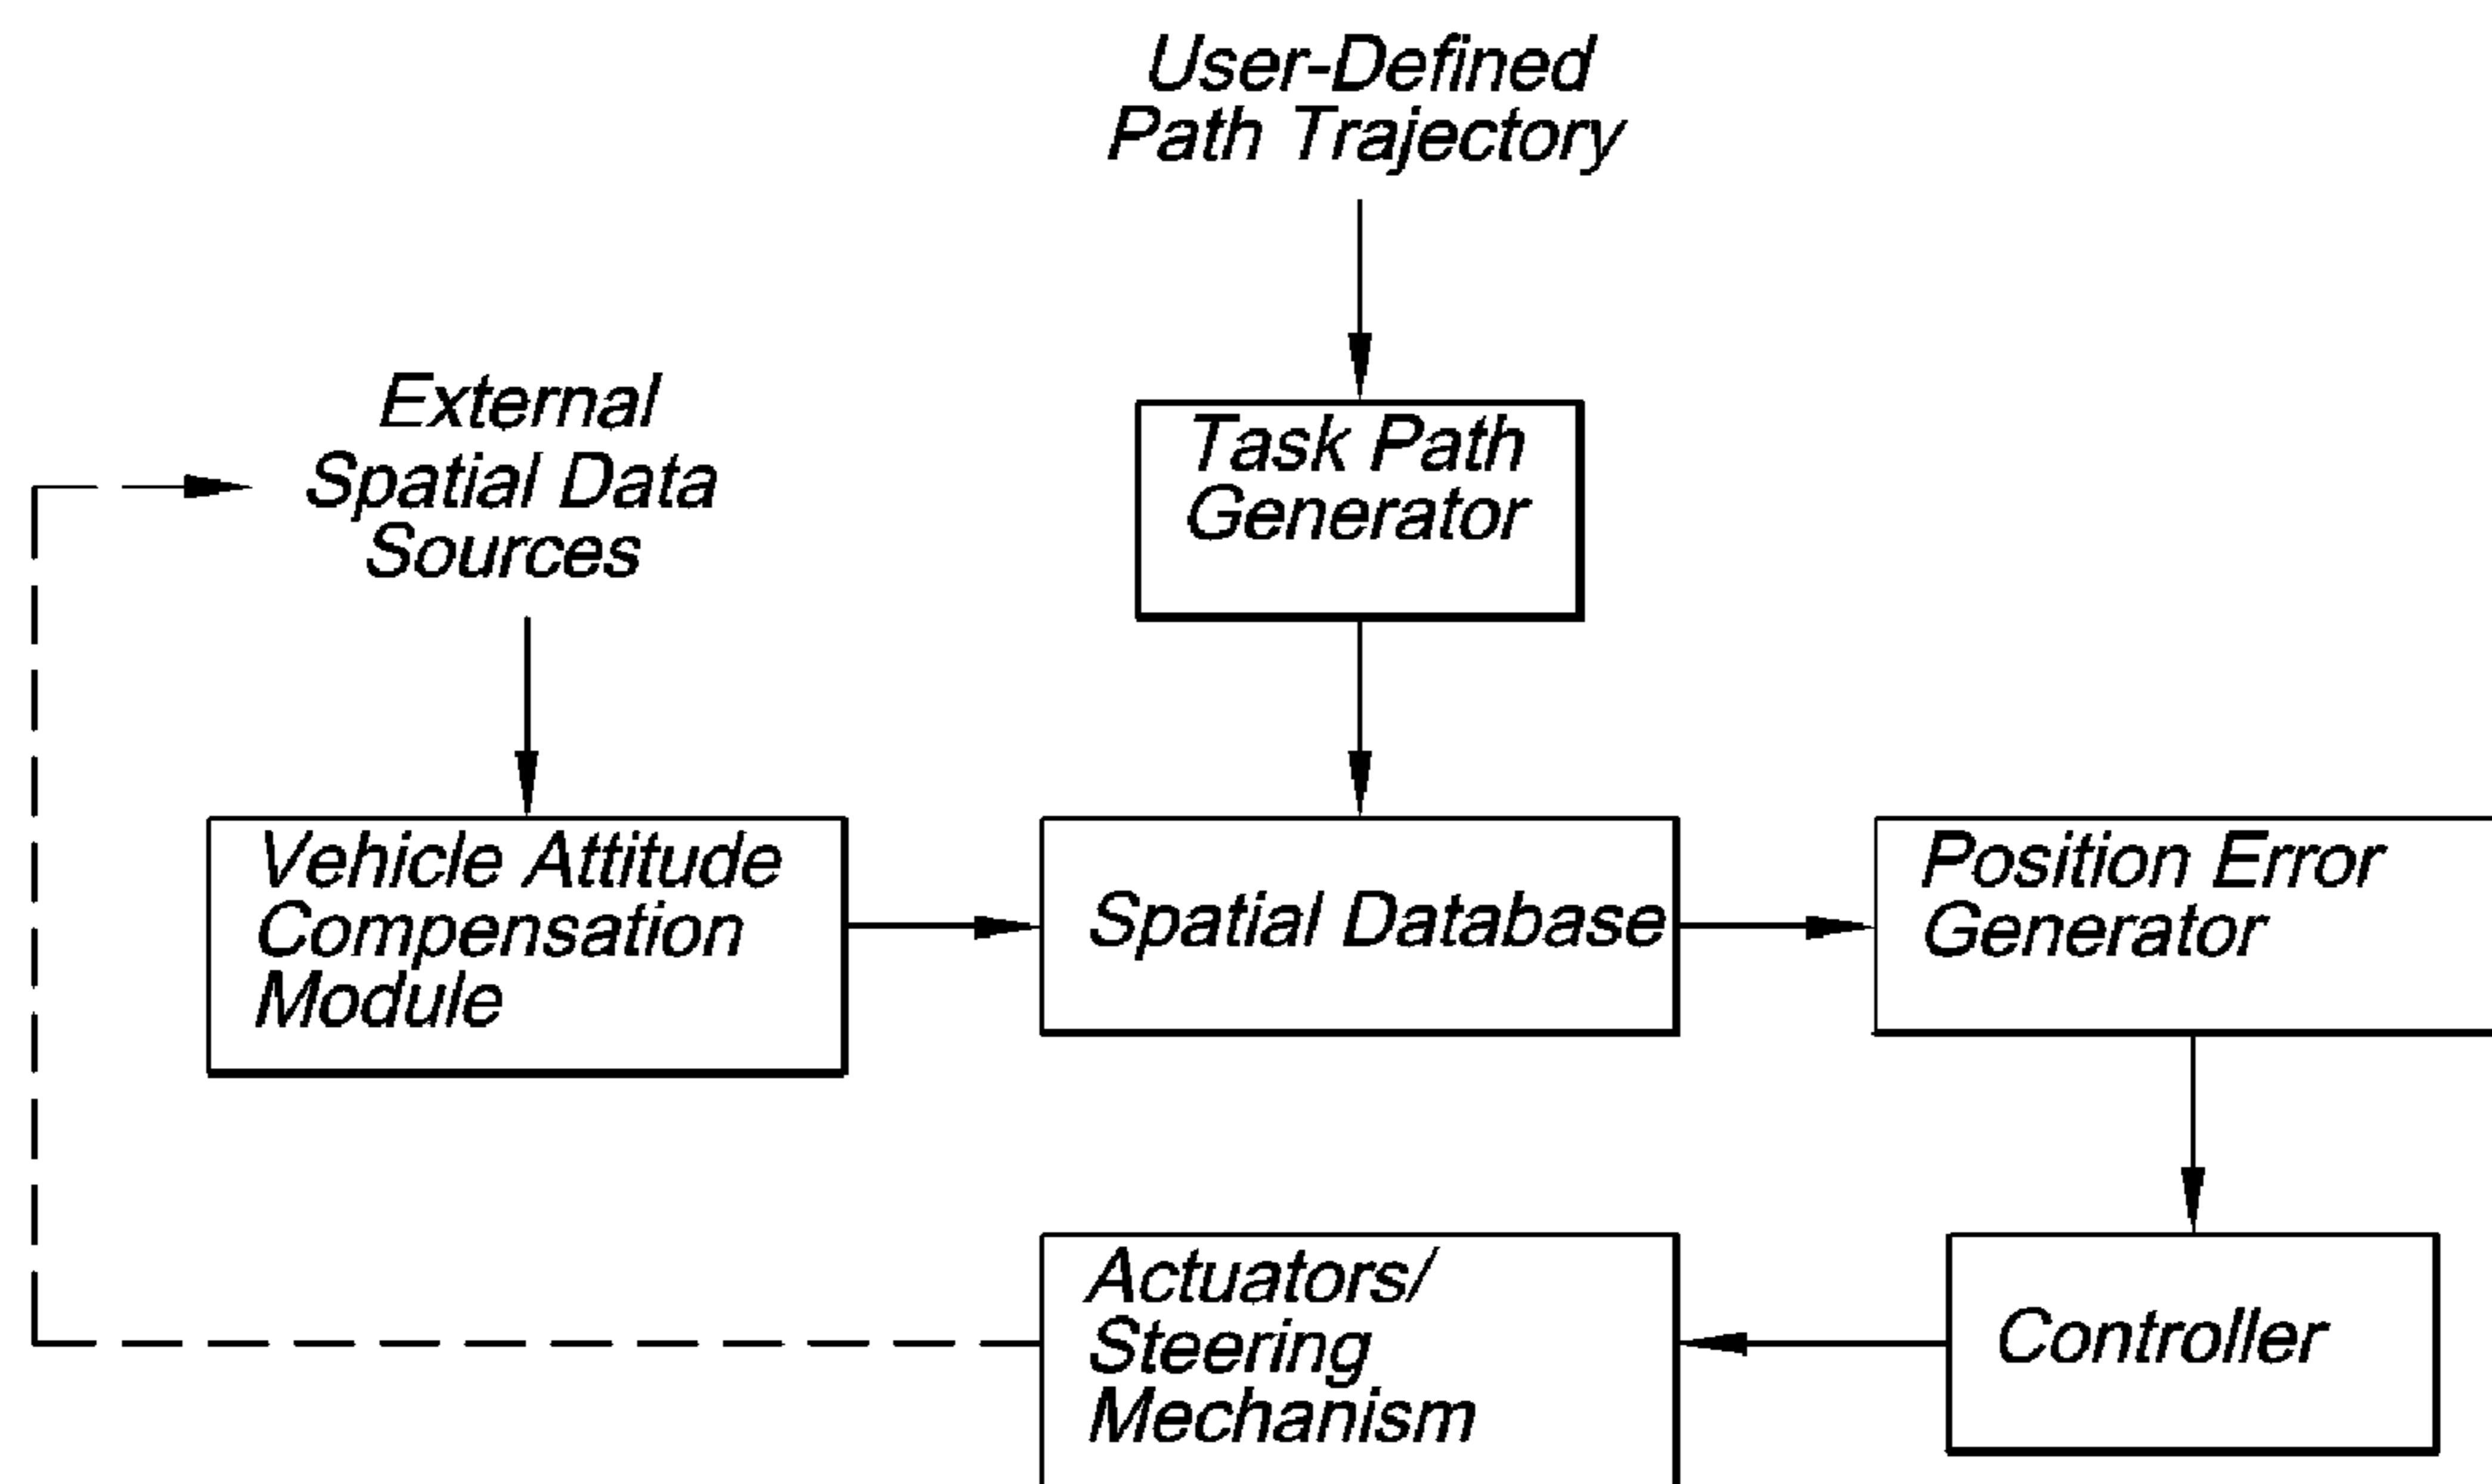 User-Defined
Path Trajectory
External
Spatial Data
Sources
Task Path
Generator
Vehicle Attitude
Compensation
Module
Spatial Database
Position Error
Generator
Actuators/
Steering
Mechanism
Controller